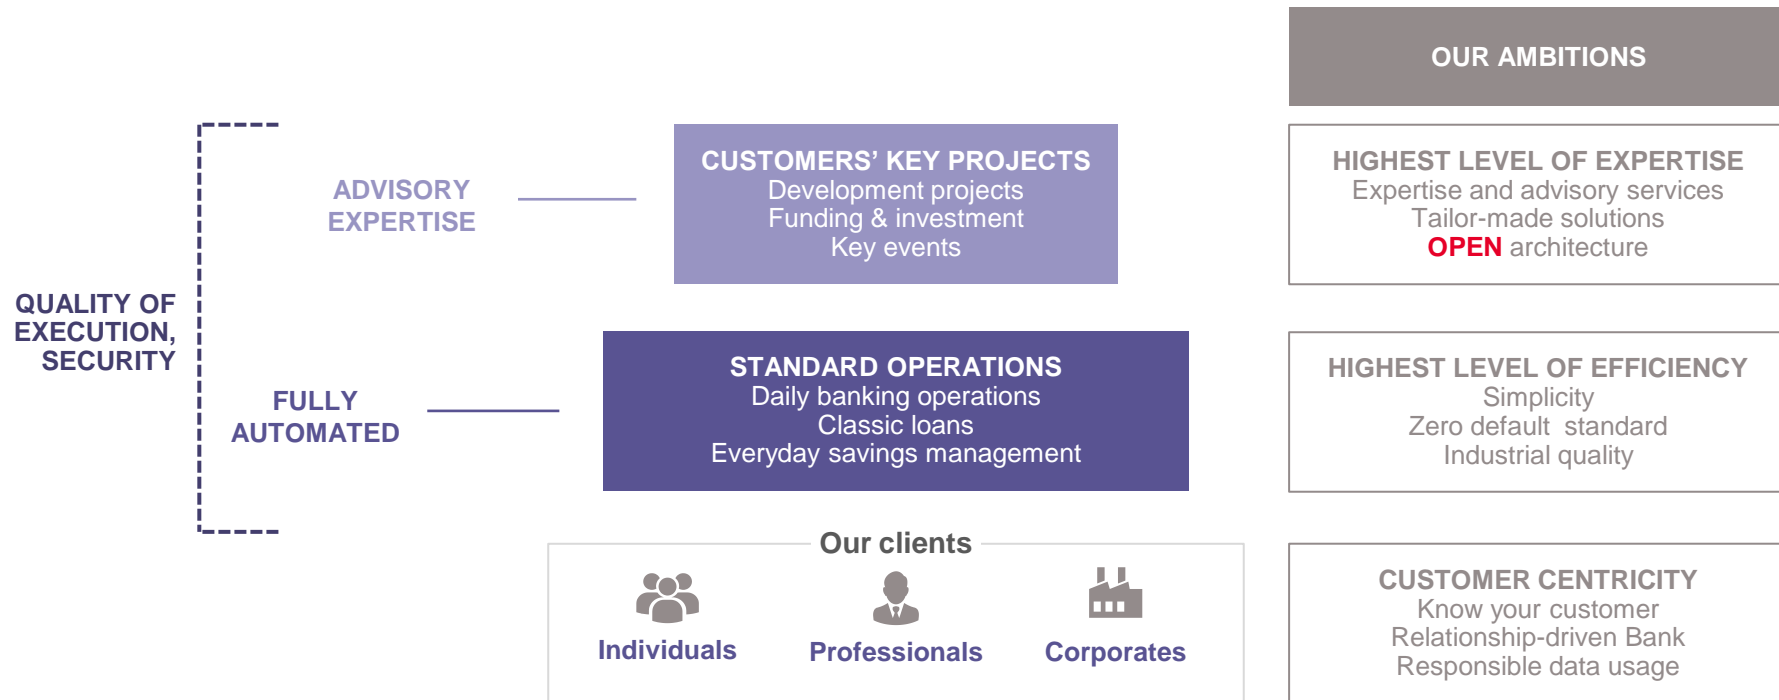 OUR AMBITIONS
QUALITY OF
EXECUTION,
SECURITY
ADVISORY
EXPERTISE
CUSTOMERS’ KEY PROJECTS
Development projects
Funding & investment
Key events
HIGHEST LEVEL OF EXPERTISE
Expertise and advisory services
Tailor-made solutions
OPEN architecture
FULLY
AUTOMATED
STANDARD OPERATIONS
Daily banking operations
Classic loans
Everyday savings management
HIGHEST LEVEL OF EFFICIENCY
Simplicity
Zero default standard
Industrial quality
Our clients
Individuals
Professionals
Corporates
CUSTOMER CENTRICITY
Know your customer
Relationship-driven Bank
Responsible data usage